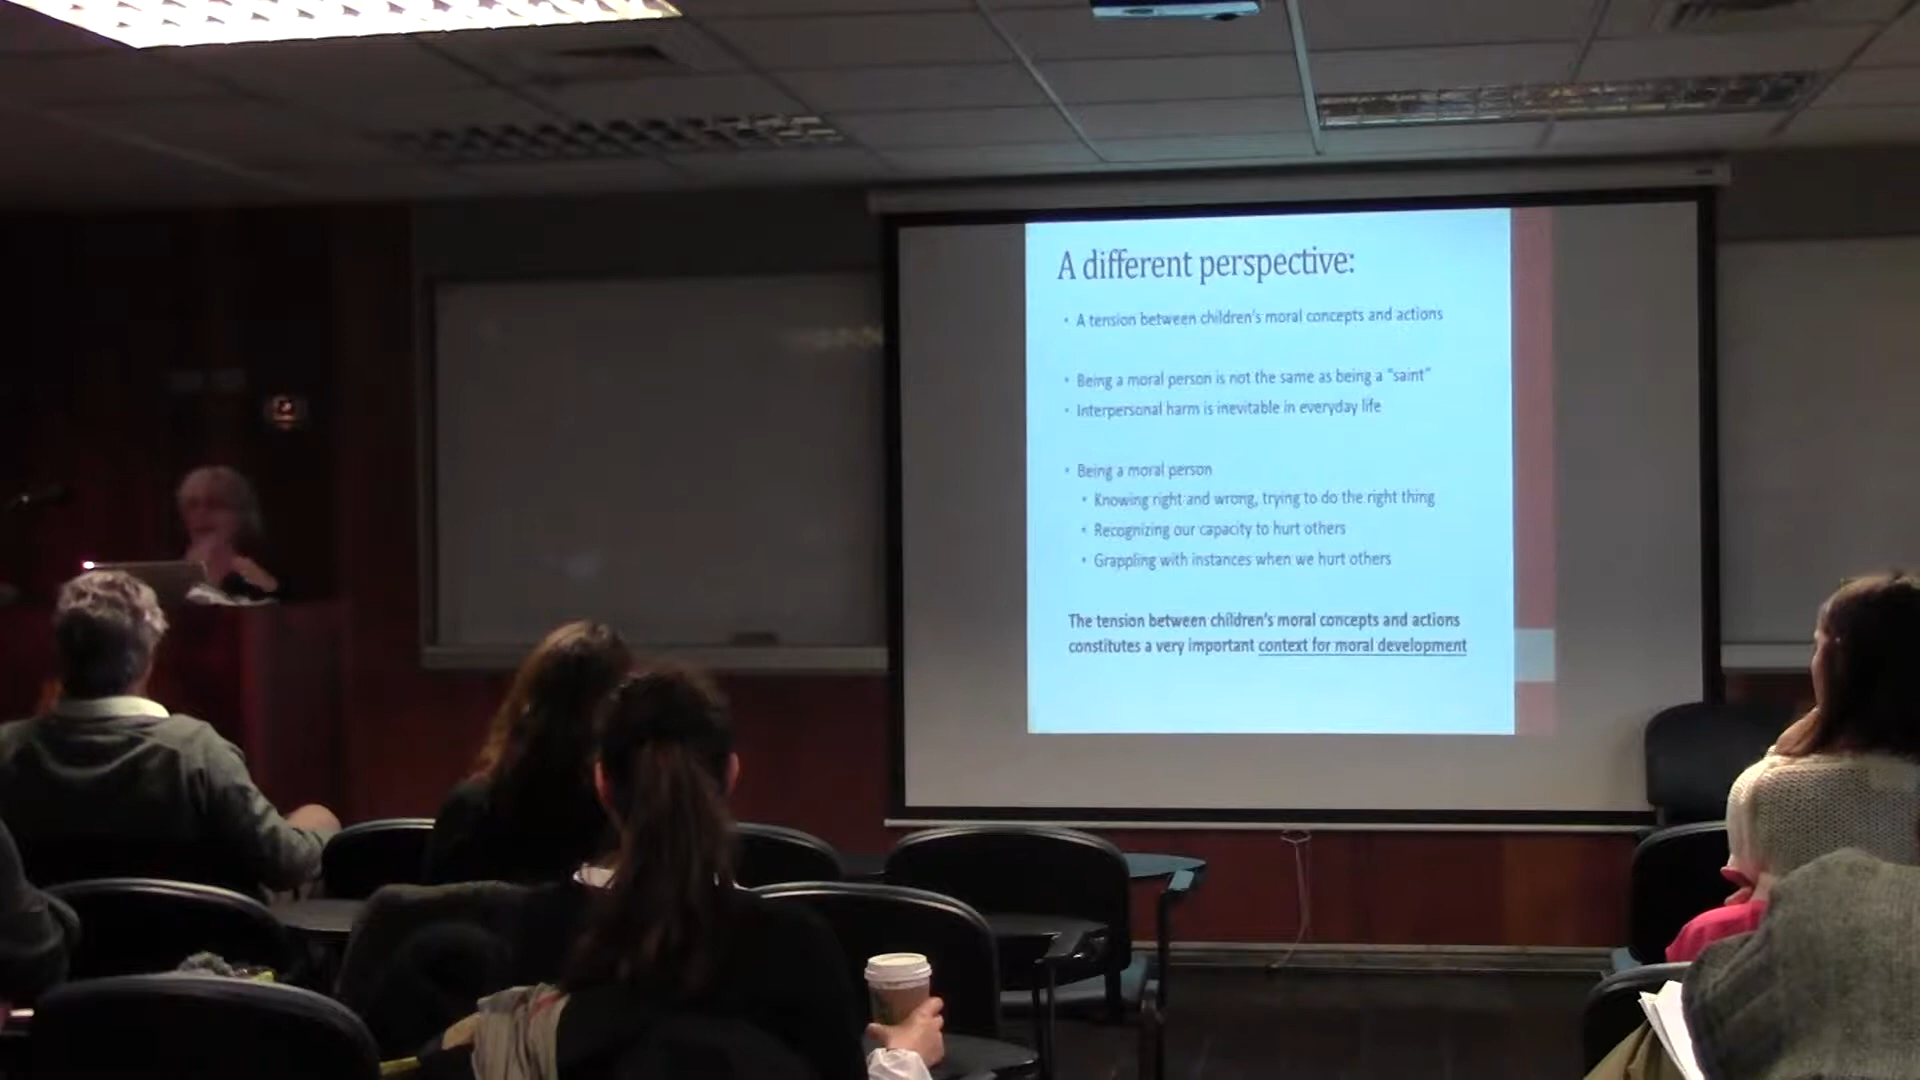 A different perspective:
• A tension between children's moral concepts and actions
• Being a moral person is not the same as being a "saint"
• Interpersonal harm is inevitable in everyday life
• Being a moral person
• Knowing right and wrong, trying to do the right thing
• Recognizing our capacity to hurt others
• Grappling with instances when we hurt others
The tension between children's moral concepts and actions
constitutes a very important context for moral development